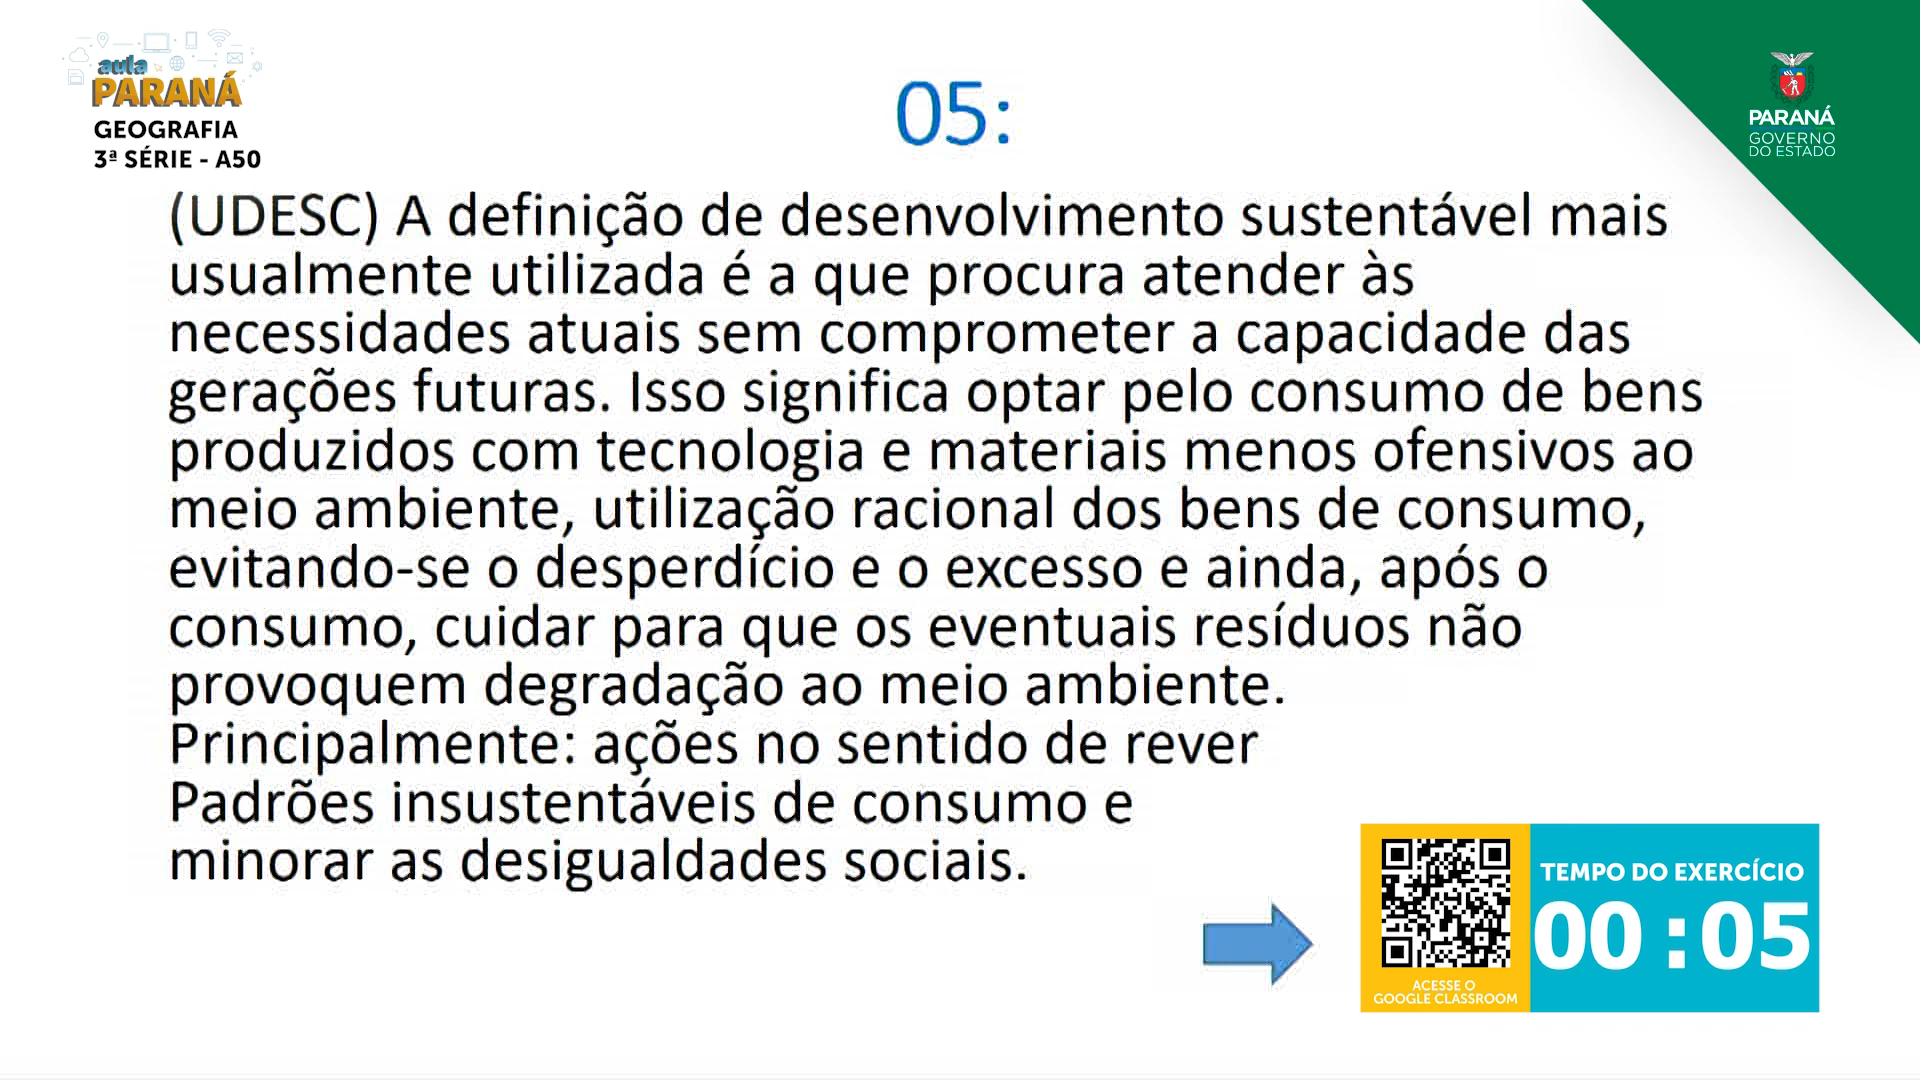 aula
PARANÁ
GEOGRAFIA
3ª SÉRIE - A50
05:
PARANÁ
GOVERNO
DO ESTADO
(UDESC) A definição de desenvolvimento sustentável mais
usualmente utilizada é a que procura atender às
necessidades atuais sem comprometer a capacidade das
gerações futuras. Isso significa optar pelo consumo de bens
produzidos com tecnologia e materiais menos ofensivos ao
meio ambiente, utilização racional dos bens de consumo,
evitando-se o desperdício e o excesso e ainda, após o
consumo, cuidar para que os eventuais resíduos não
provoquem degradação ao meio ambiente.
Principalmente: ações no sentido de rever
Padrões insustentáveis de consumo e
minorar as desigualdades sociais.
TEMPO DO EXERCÍCIO
00:05
ACESSE O
GOOGLE CLASSROOM